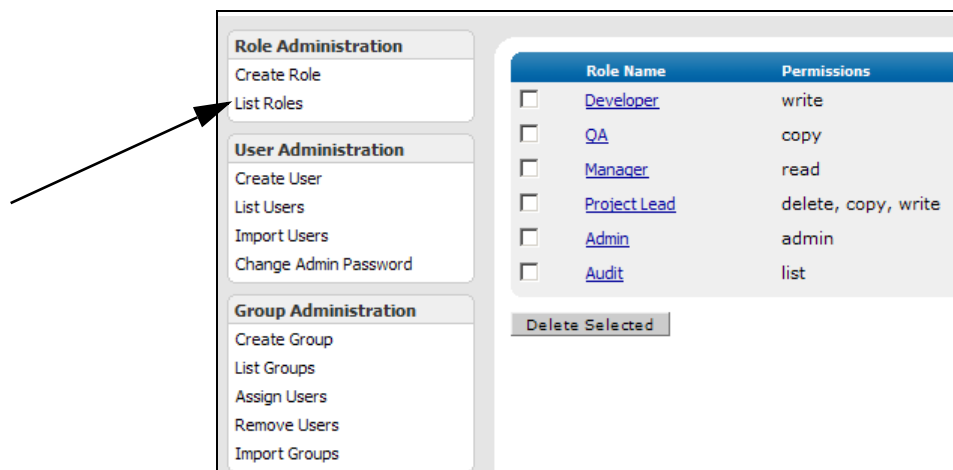 Role Administration
Create Role
List Roles
User Administration
Create User
List Users
Import Users
Change Admin Password
Group Administration
Create Group
List Groups
Assign Users
Remove Users
Import Groups
Role Name Permissions
Developer write
QA copy
Manager read
Project Lead delete, copy, write
Admin admin
Audit list
Delete Selected